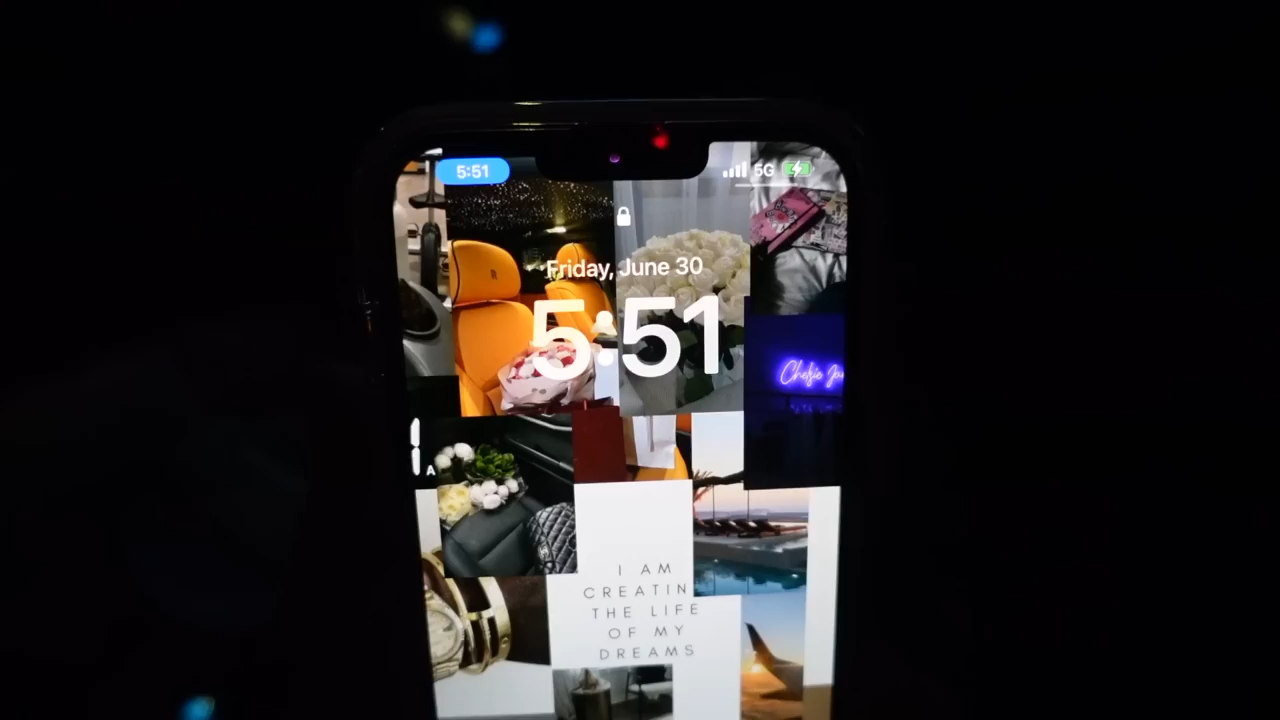 5:51
5G
Friday, June 30
5:51
A
I AM
CREATIN
THE LIFE
OF MY
DREAMS